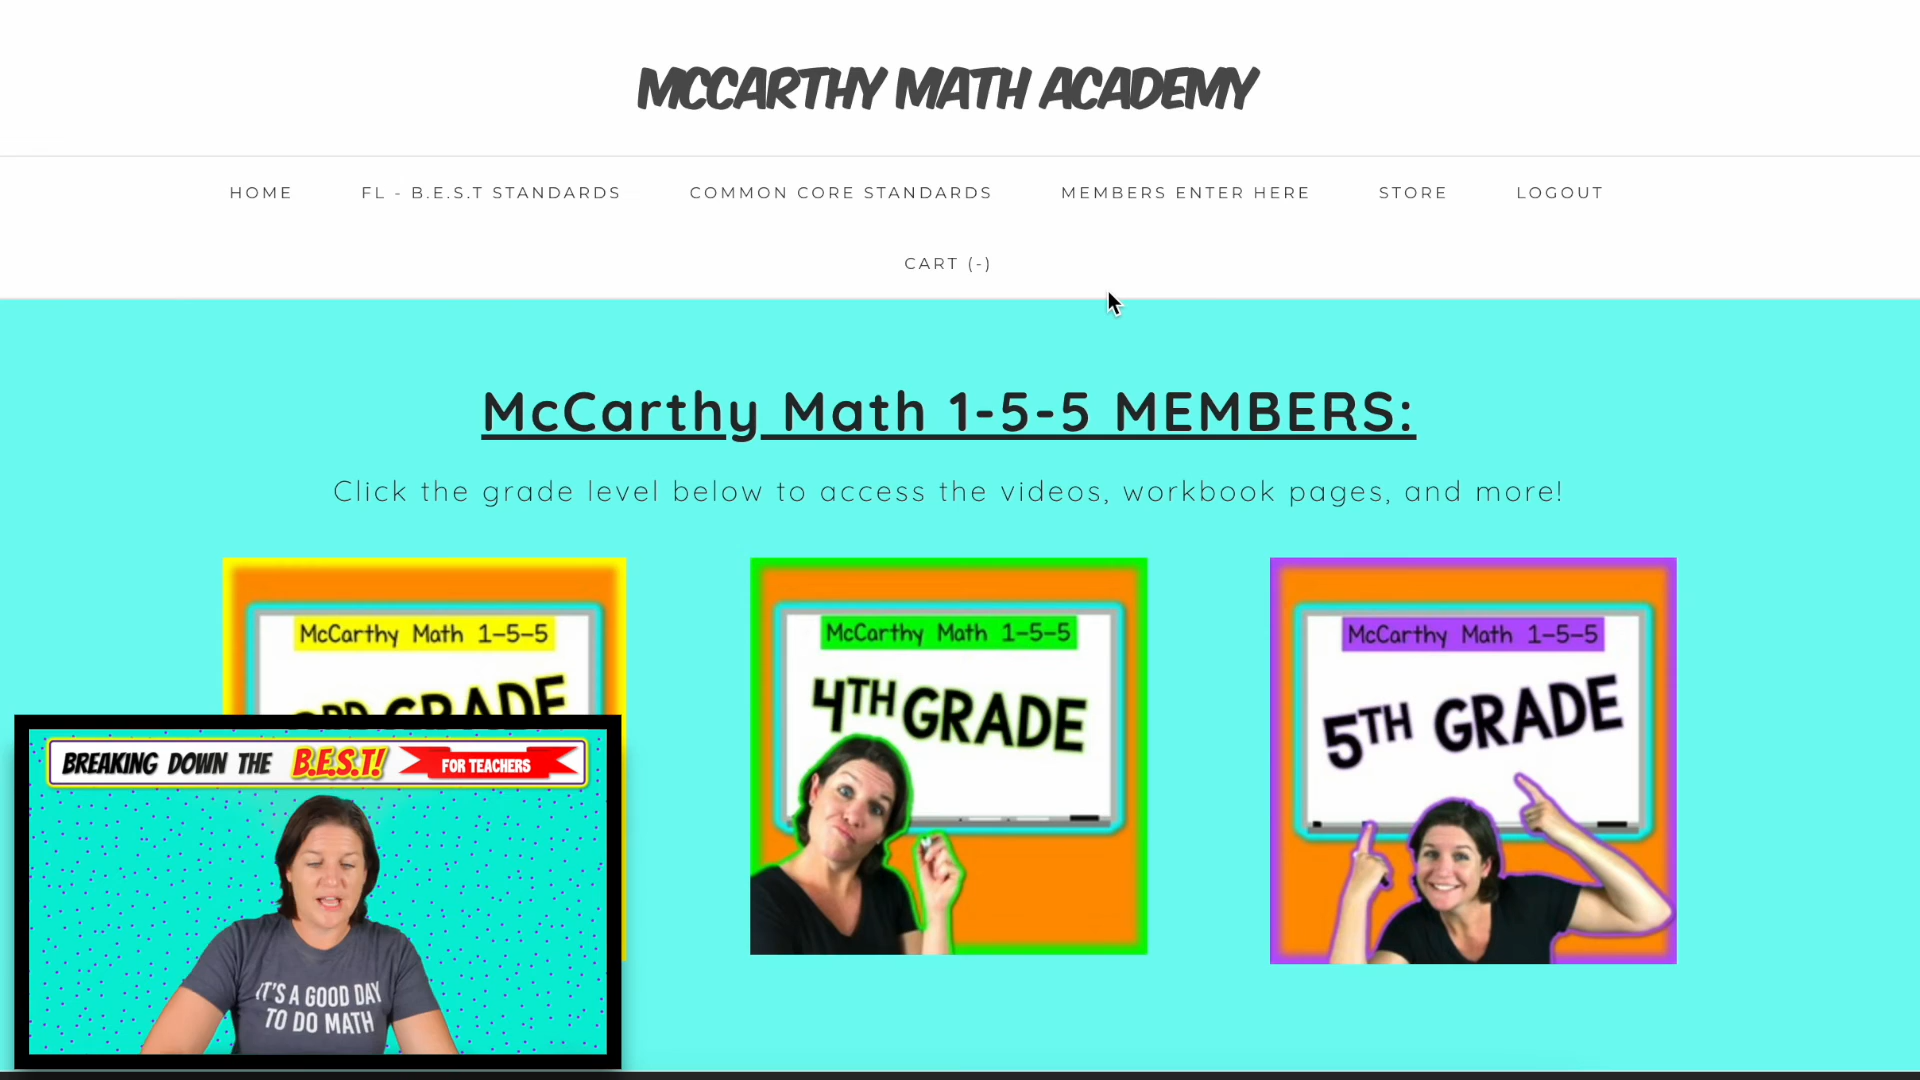 MCCARTHY MATH ACADEMY
HOME FL - B.E.S.T STANDARDS COMMON CORE STANDARDS MEMBERS ENTER HERE STORE LOGOUT
CART (-)
McCarthy Math 1-5-5 MEMBERS:
Click the grade level below to access the videos, workbook pages, and more!
McCarthy Math 1-5-5
GRADE
McCarthy Math 1-5-5
4TH GRADE
McCarthy Math 1-5-5
5TH GRADE
BREAKING DOWN THE B.E.S.T! FOR TEACHERS
IT'S A GOOD DAY
TO DO MATH